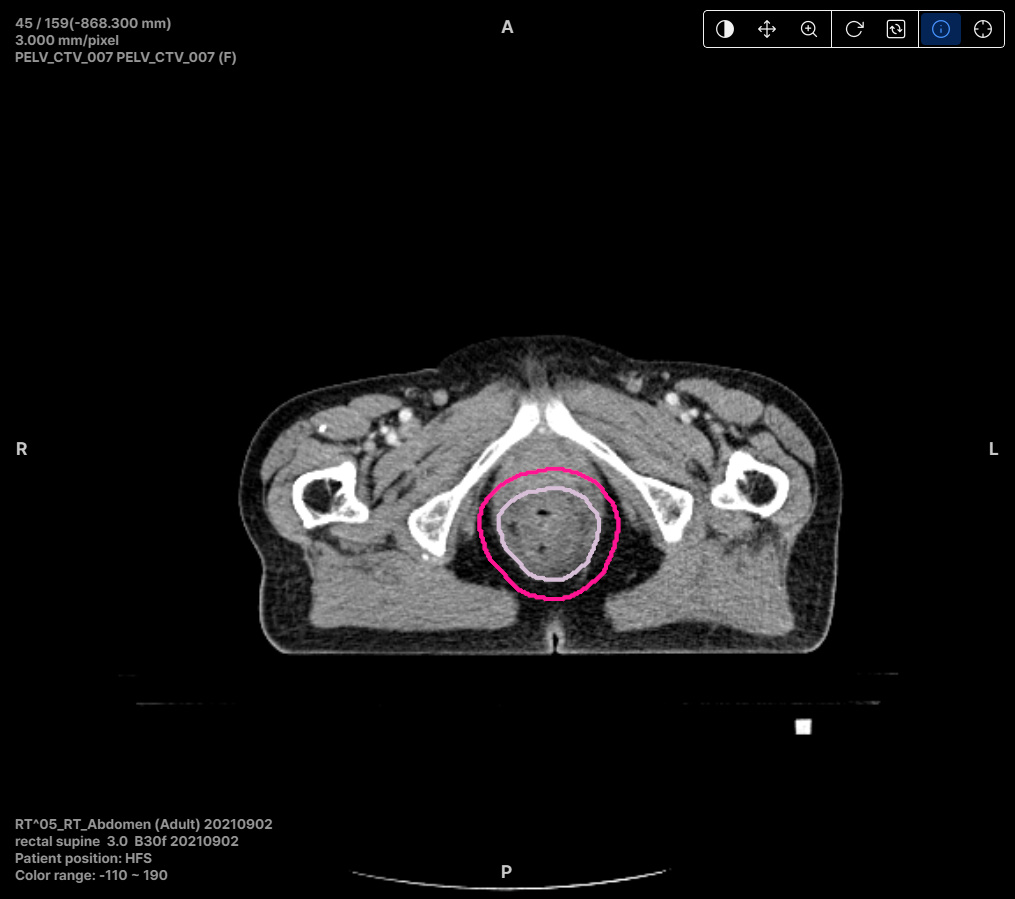 45 / 159(-868.300 mm)
3.000 mm/pixel
PELV_CTV_007 PELV_CTV_007 (F)
A
R
L
RT^05_RT_Abdomen (Adult) 20210902
rectal supine 3.0 B30f 20210902
Patient position: HFS
Color range: -110 ~ 190
P